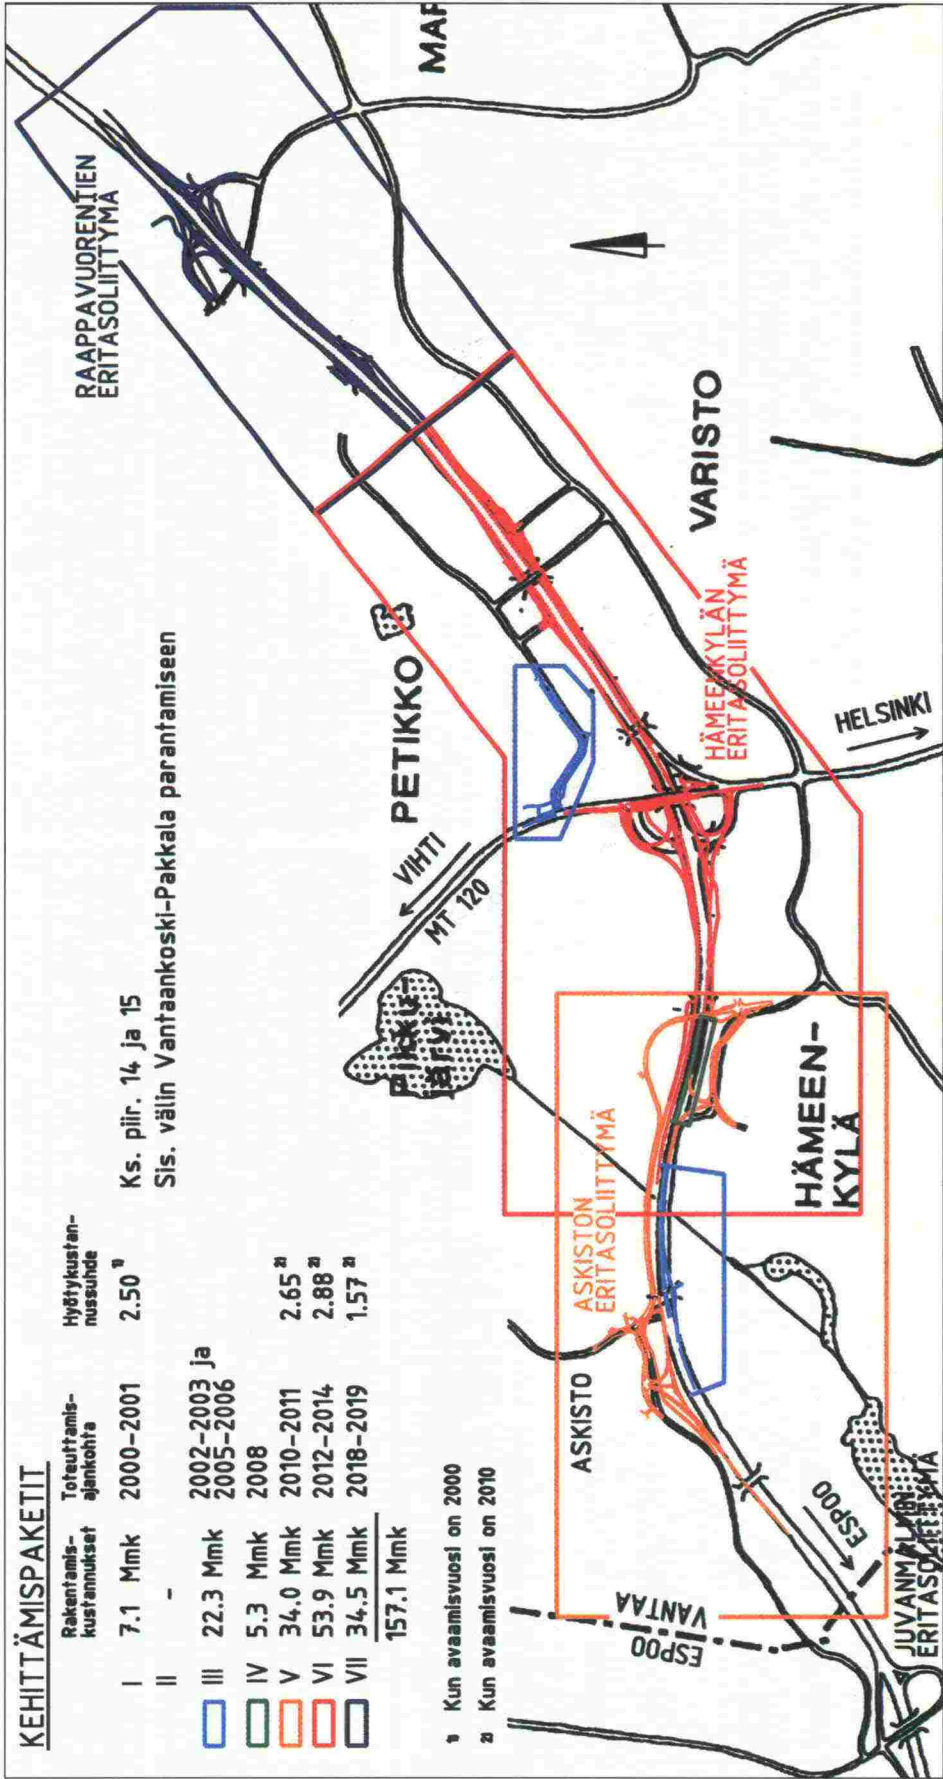 KEHITTÄMISPAKETIT
Rakentamis-
kustannukset
Toteuttamis-
ajankohta
Hyötykustan-
nussuhde
I 7.1 Mmk 2000-2001 2.50 1) Ks. piir. 14 ja 15
II - Sis. välin Vantaankoski-Pakkala parantamiseen
III 22.3 Mmk 2002-2003 ja
2005-2006
IV 5.3 Mmk 2008
V 34.0 Mmk 2010-2011 2.65 2)
VI 53.9 Mmk 2012-2014 2.88 2)
VII 34.5 Mmk 2018-2019 1.57 2)
157.1 Mmk
1) Kun avaamisvuosi on 2000
2) Kun avaamisvuosi on 2010
RAAPPAVUORENTIEN
ERITASOLIITTYMÄ
MAR
PETIKKO
VARISTO
VIHTI
MT 120
Pikku-
järvi
HÄMEENKYLÄN
ERITASOLIITTYMÄ
HELSINKI
ASKISTON
ERITASOLIITTYMÄ
HÄMEEN-
KYLÄ
ASKISTO
ESPOO
VANTAA
ESPOO
JUVANMALMIN
ERITASOLIITTYMÄ